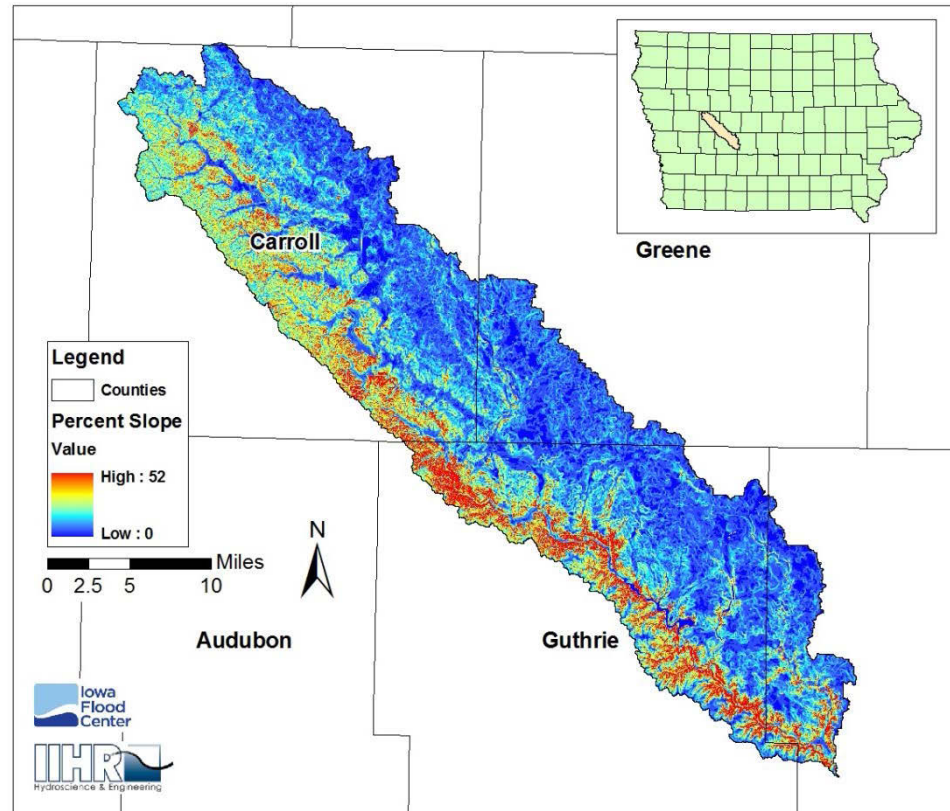 Carroll
Greene
Legend
Counties
Percent Slope
Value
High : 52
Low : 0
N
Miles
0 2.5 5 10
Audubon
Guthrie
Iowa
Flood
Center
IIHR
Hydroscience & Engineering